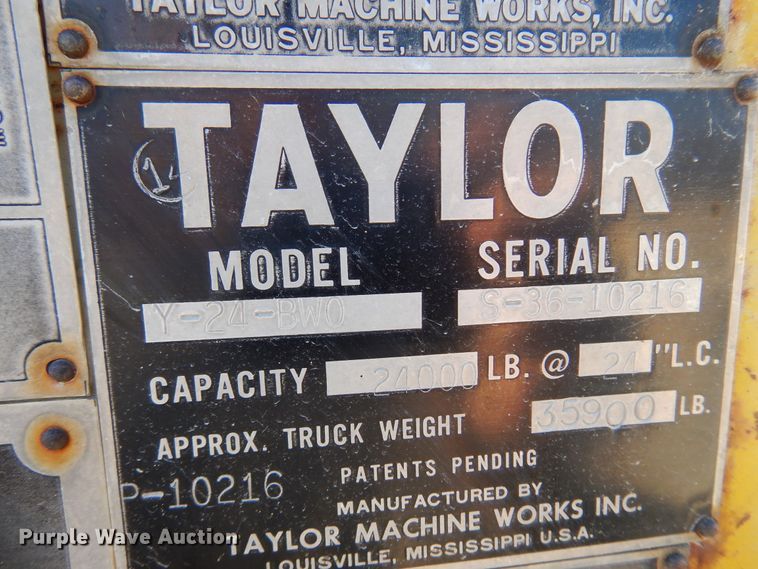 TAYLOR MACHINE WORKS, INC.
LOUISVILLE, MISSISSIPPI
14
TAYLOR
MODEL SERIAL NO.
Y-24-BWO S-36-10216
CAPACITY 24000 LB. @ 24 "L.C.
APPROX. TRUCK WEIGHT 35900 LB.
P-10216 PATENTS PENDING
MANUFACTURED BY
TAYLOR MACHINE WORKS INC.
LOUISVILLE, MISSISSIPPI U.S.A.
Purple Wave Auction